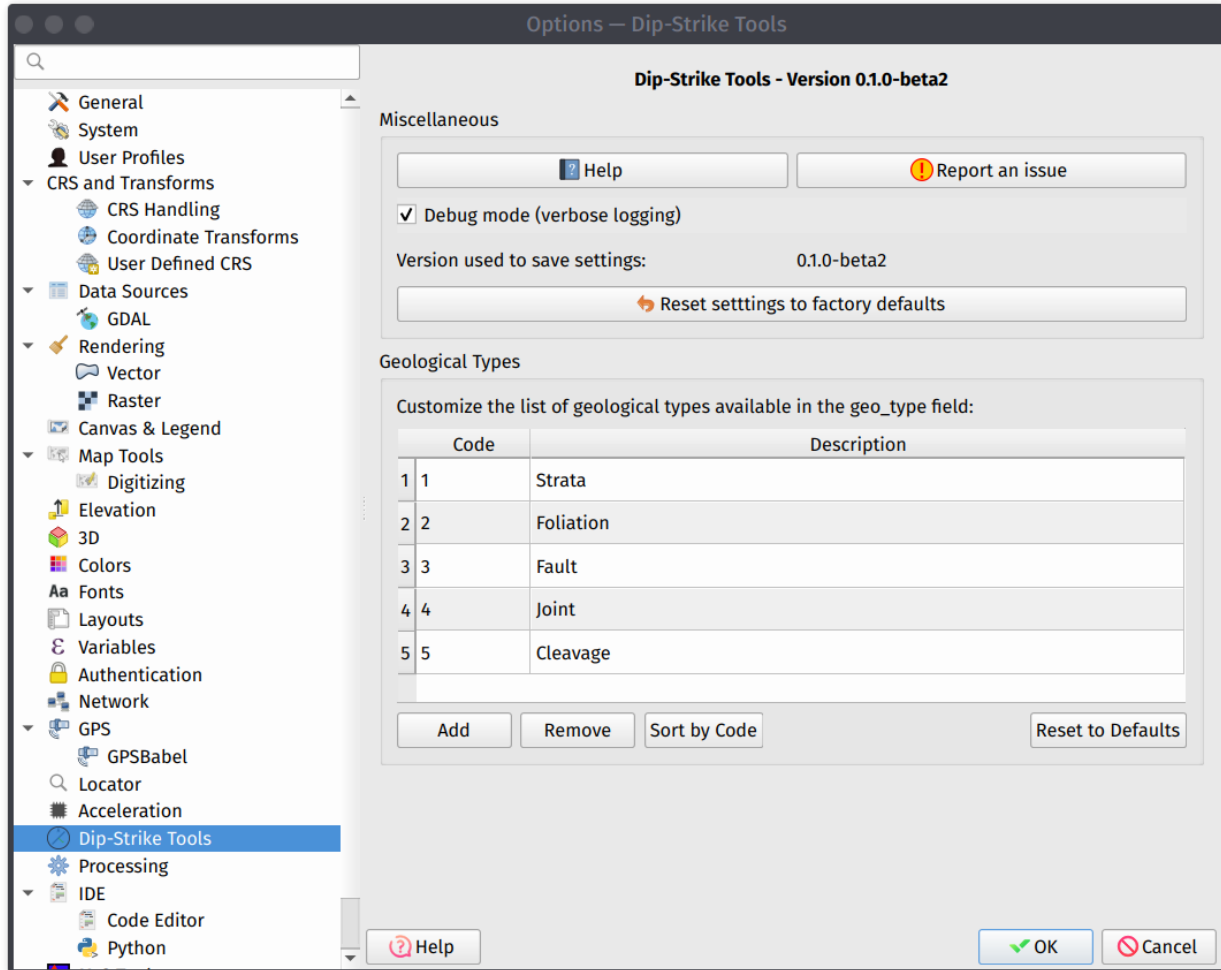 Options — Dip-Strike Tools
General
System
User Profiles
CRS and Transforms
CRS Handling
Coordinate Transforms
User Defined CRS
Data Sources
GDAL
Rendering
Vector
Raster
Canvas & Legend
Map Tools
Digitizing
Elevation
3D
Colors
Aa Fonts
Layouts
ε Variables
Authentication
Network
GPS
GPSBabel
Locator
Acceleration
Dip-Strike Tools
Processing
IDE
Code Editor
Python
Dip-Strike Tools - Version 0.1.0-beta2
Miscellaneous
Help
Report an issue
Debug mode (verbose logging)
Version used to save settings: 0.1.0-beta2
Reset setttings to factory defaults
Geological Types
Customize the list of geological types available in the geo_type field:
Code Description
1 1 Strata
2 2 Foliation
3 3 Fault
4 4 Joint
5 5 Cleavage
Add Remove Sort by Code Reset to Defaults
Help OK Cancel